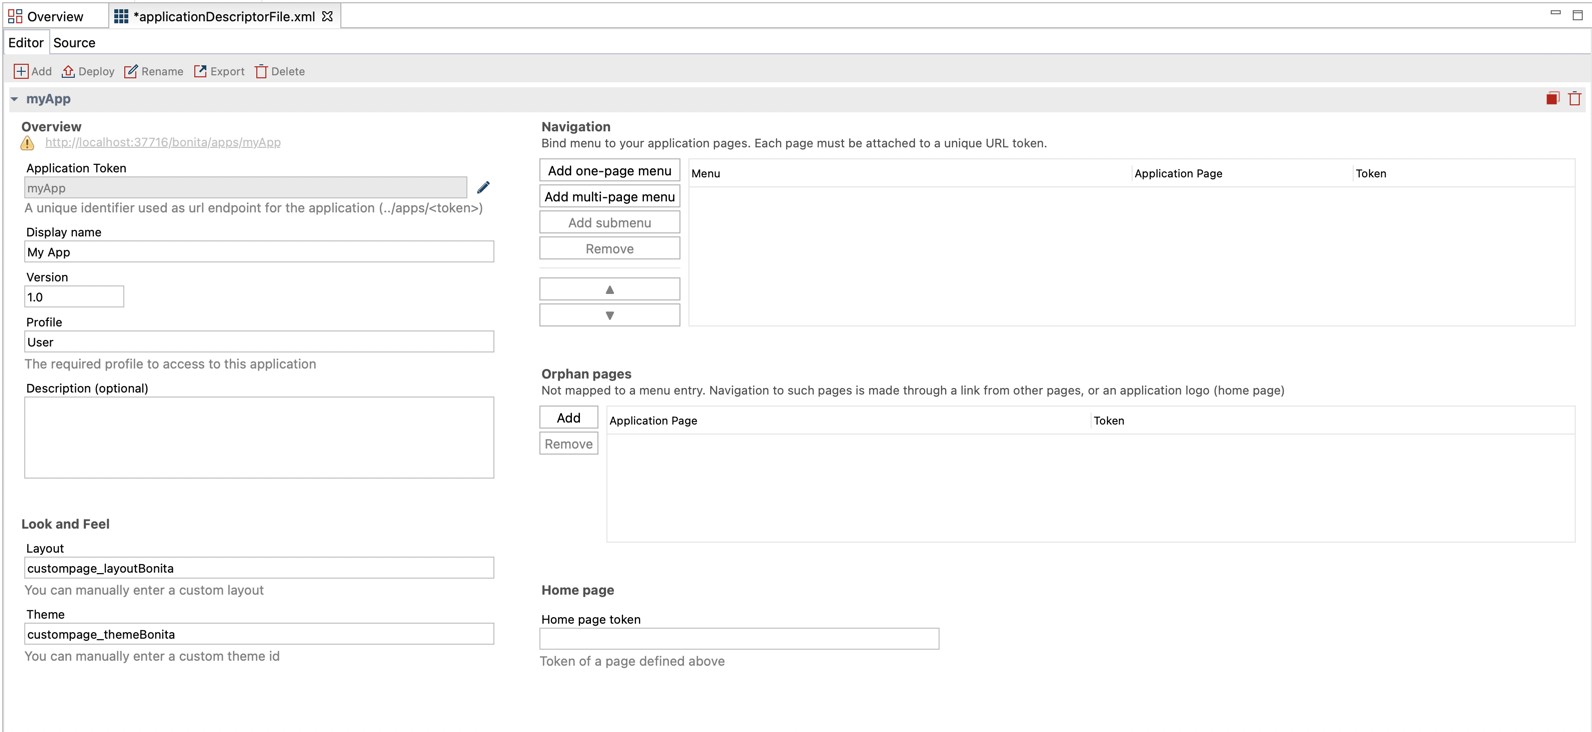 Overview
*applicationDescriptorFile.xml
Editor Source
Add Deploy Rename Export Delete
myApp
Overview
http://localhost:37716/bonita/apps/myApp
Application Token
myApp
A unique identifier used as url endpoint for the application (../apps/<token>)
Display name
My App
Version
1.0
Profile
User
The required profile to access to this application
Description (optional)
Look and Feel
Layout
custompage_layoutBonita
You can manually enter a custom layout
Theme
custompage_themeBonita
You can manually enter a custom theme id
Navigation
Bind menu to your application pages. Each page must be attached to a unique URL token.
Add one-page menu
Add multi-page menu
Add submenu
Remove
Menu Application Page Token
Orphan pages
Not mapped to a menu entry. Navigation to such pages is made through a link from other pages, or an application logo (home page)
Add
Remove
Application Page Token
Home page
Home page token
Token of a page defined above